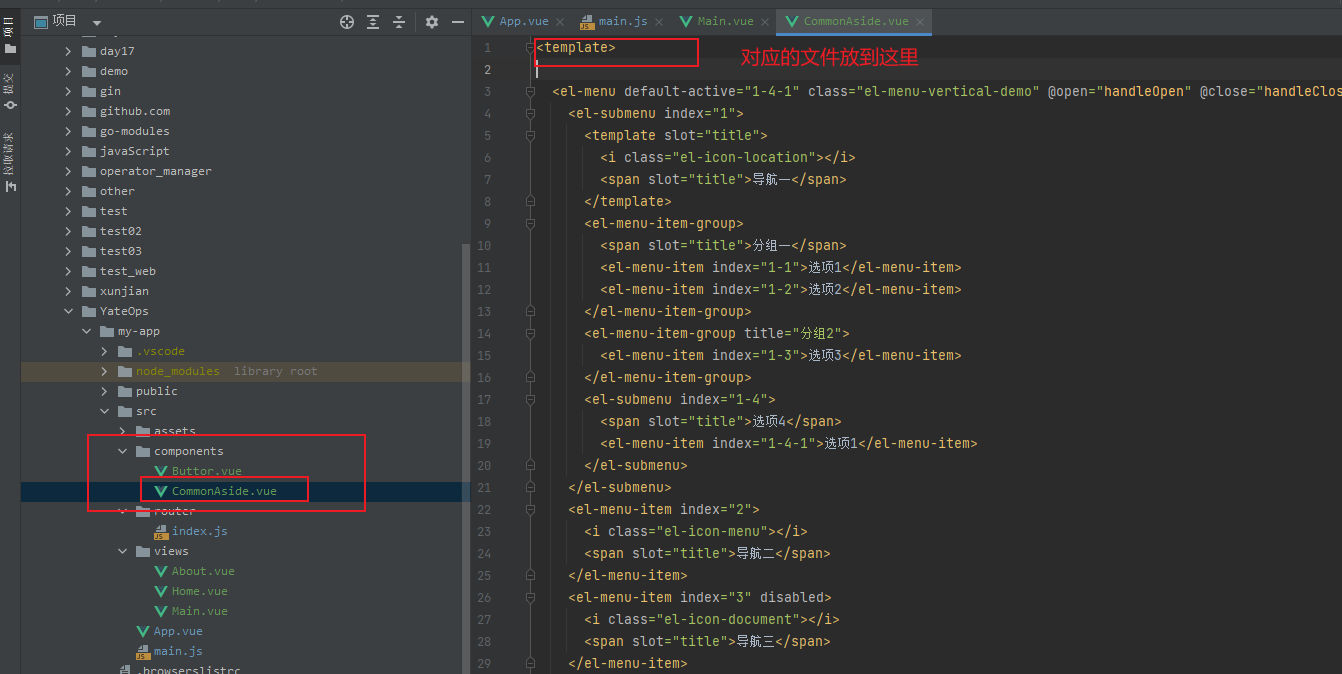 项目
App.vue
main.js
Main.vue
CommonAside.vue
项目
提交
拉取请求
day17
demo
gin
github.com
go-modules
javaScript
operator_manager
other
test
test02
test03
test_web
xunjian
YateOps
my-app
.vscode
node_modules library root
public
src
assets
components
Buttor.vue
CommonAside.vue
router
index.js
views
About.vue
Home.vue
Main.vue
App.vue
main.js
.browserslistrc
对应的文件放到这里
1 <template>
2
3 <el-menu default-active="1-4-1" class="el-menu-vertical-demo" @open="handleOpen" @close="handleClos
4 <el-submenu index="1">
5 <template slot="title">
6 <i class="el-icon-location"></i>
7 <span slot="title">导航一</span>
8 </template>
9 <el-menu-item-group>
10 <span slot="title">分组一</span>
11 <el-menu-item index="1-1">选项1</el-menu-item>
12 <el-menu-item index="1-2">选项2</el-menu-item>
13 </el-menu-item-group>
14 <el-menu-item-group title="分组2">
15 <el-menu-item index="1-3">选项3</el-menu-item>
16 </el-menu-item-group>
17 <el-submenu index="1-4">
18 <span slot="title">选项4</span>
19 <el-menu-item index="1-4-1">选项1</el-menu-item>
20 </el-submenu>
21 </el-submenu>
22 <el-menu-item index="2">
23 <i class="el-icon-menu"></i>
24 <span slot="title">导航二</span>
25 </el-menu-item>
26 <el-menu-item index="3" disabled>
27 <i class="el-icon-document"></i>
28 <span slot="title">导航三</span>
29 </el-menu-item>